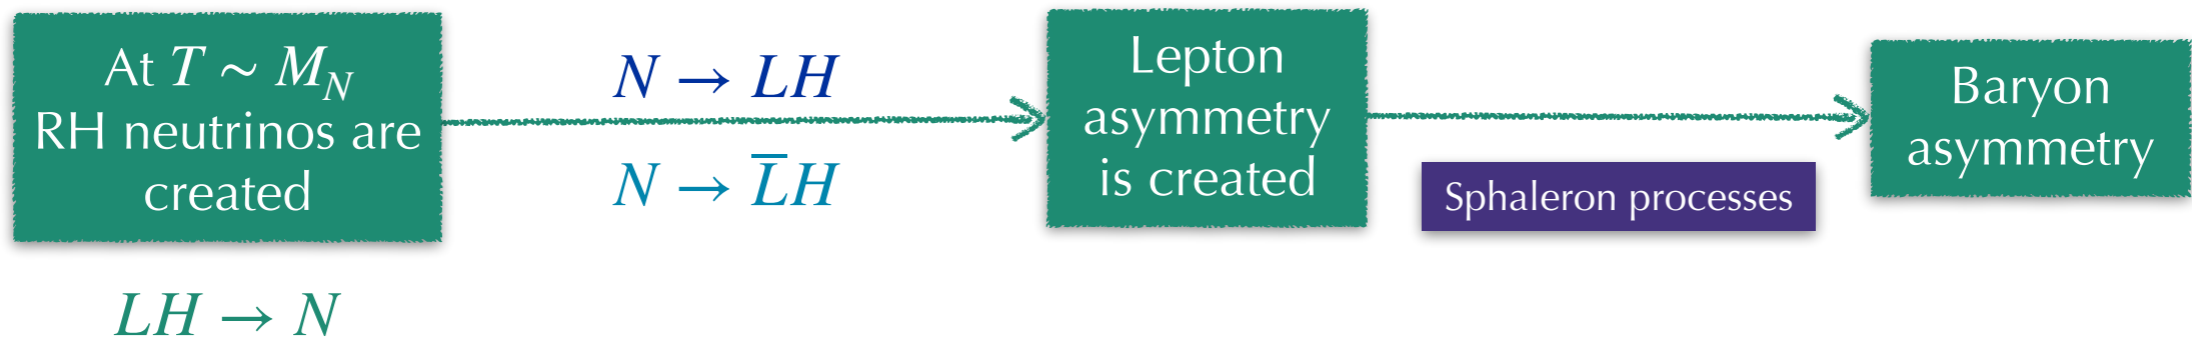 At T ∼ M_N
RH neutrinos are
created
LH → N
N → LH
N → L̅H
Lepton
asymmetry
is created
Sphaleron processes
Baryon
asymmetry